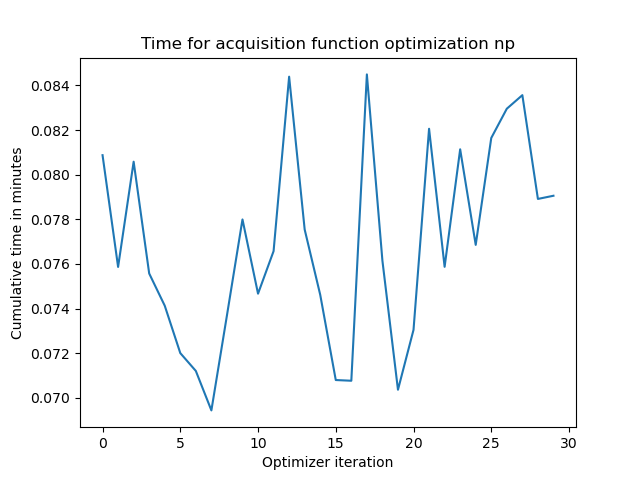 Time for acquisition function optimization np
Cumulative time in minutes
0.084
0.082
0.080
0.078
0.076
0.074
0.072
0.070
0 5 10 15 20 25 30
Optimizer iteration